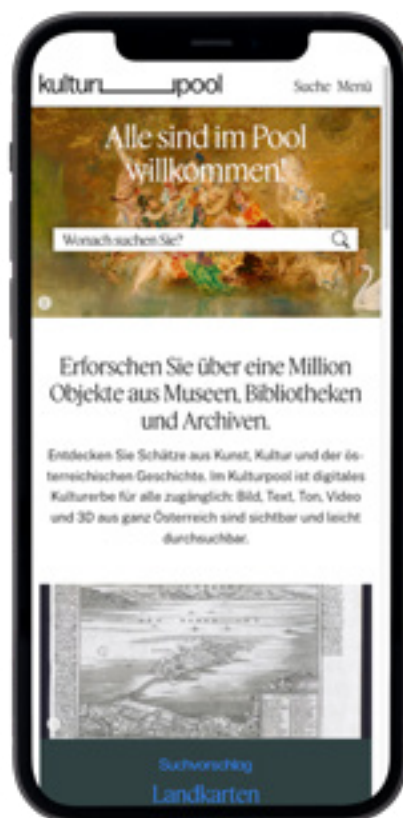 kultur_____pool
Suche Menü
Alle sind im Pool
willkommen!
Wonach suchen Sie?
Erforschen Sie über eine Million
Objekte aus Museen, Bibliotheken
und Archiven.
Entdecken Sie Schätze aus Kunst, Kultur und der ös-
terreichischen Geschichte. Im Kulturpool ist digitales
Kulturerbe für alle zugänglich: Bild, Text, Ton, Video
und 3D aus ganz Österreich sind sichtbar und leicht
durchsuchbar.
Suchvorschlag
Landkarten